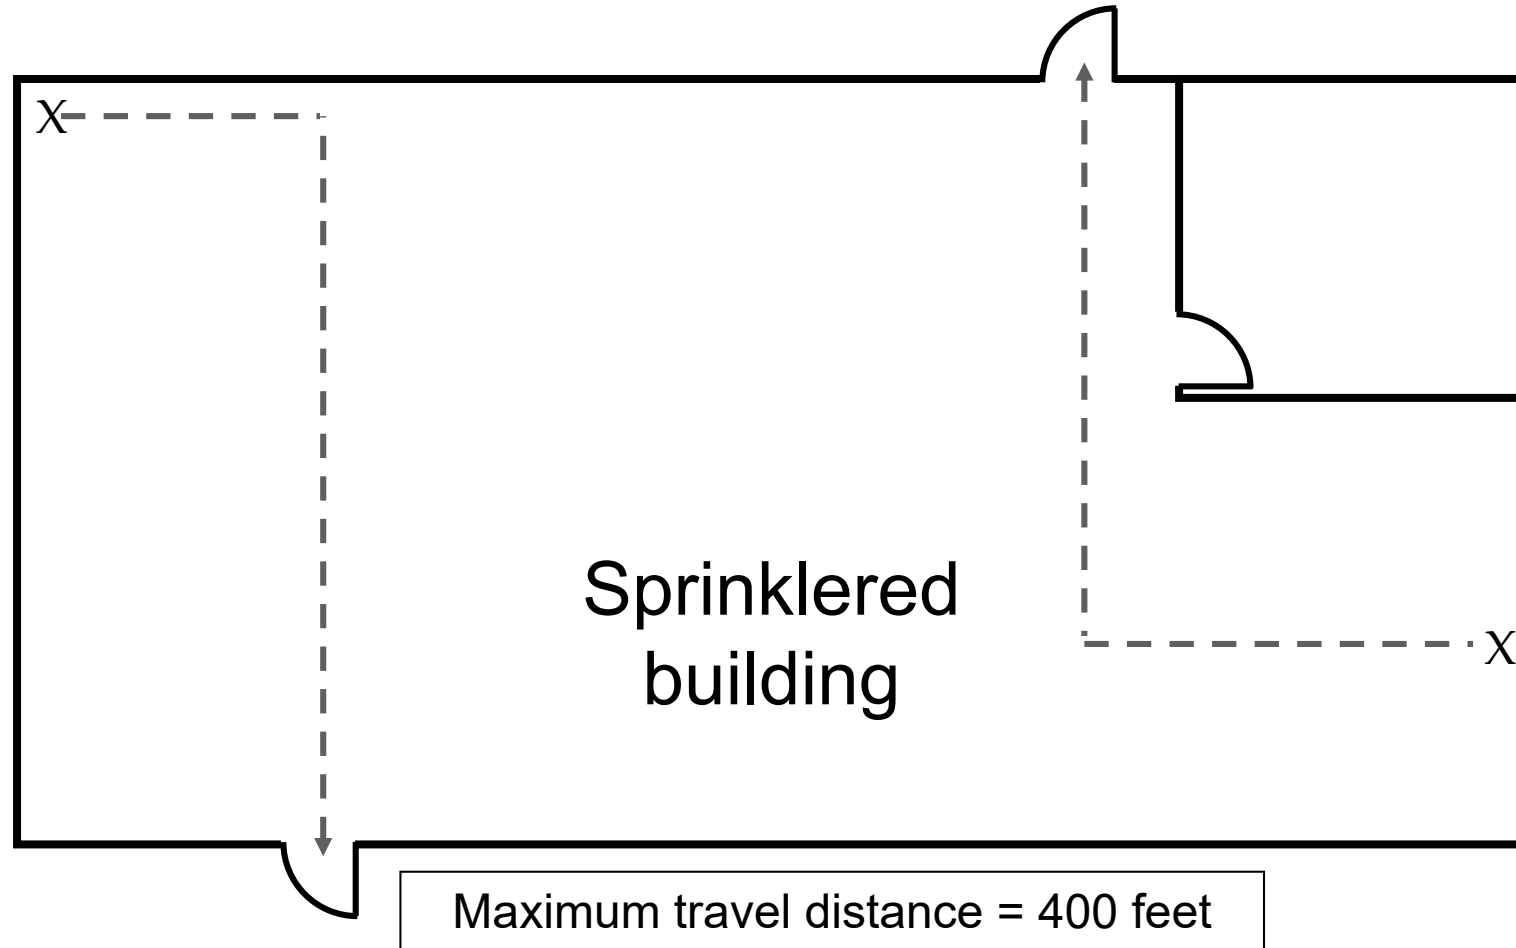 X
Sprinklered
building
X
Maximum travel distance = 400 feet